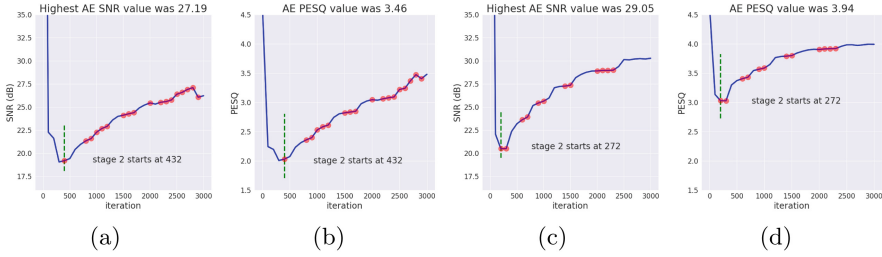 Highest AE SNR value was 27.19
35.0
32.5
30.0
27.5
25.0
22.5
20.0
17.5
SNR (dB)
stage 2 starts at 432
0 500 1000 1500 2000 2500 3000
iteration
(a)
AE PESQ value was 3.46
4.5
4.0
3.5
3.0
2.5
2.0
1.5
PESQ
stage 2 starts at 432
0 500 1000 1500 2000 2500 3000
iteration
(b)
Highest AE SNR value was 29.05
35.0
32.5
30.0
27.5
25.0
22.5
20.0
17.5
SNR (dB)
stage 2 starts at 272
0 500 1000 1500 2000 2500 3000
iteration
(c)
AE PESQ value was 3.94
4.5
4.0
3.5
3.0
2.5
2.0
1.5
PESQ
stage 2 starts at 272
0 500 1000 1500 2000 2500 3000
iteration
(d)